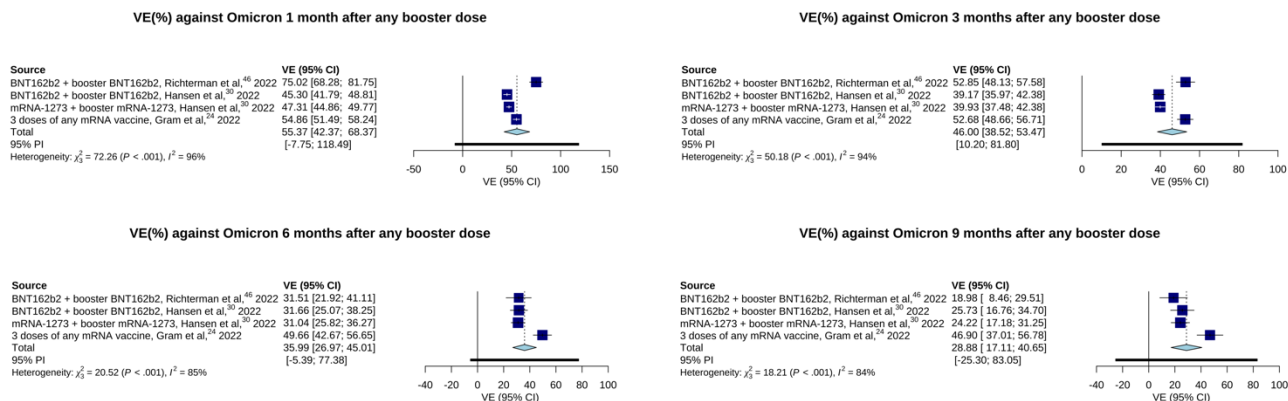 VE(%) against Omicron 1 month after any booster dose
Source VE (95% CI)
BNT162b2 + booster BNT162b2, Richterman et al,46 2022 75.02 [68.28; 81.75]
BNT162b2 + booster BNT162b2, Hansen et al,30 2022 45.30 [41.79; 48.81]
mRNA-1273 + booster mRNA-1273, Hansen et al,30 2022 47.31 [44.86; 49.77]
3 doses of any mRNA vaccine, Gram et al,24 2022 54.86 [51.49; 58.24]
Total 55.37 [42.37; 68.37]
95% PI [-7.75; 118.49]
Heterogeneity: χ²₃ = 72.26 (P < .001), I² = 96%
-50 0 50 100 150
VE (95% CI)
VE(%) against Omicron 3 months after any booster dose
Source VE (95% CI)
BNT162b2 + booster BNT162b2, Richterman et al,46 2022 52.85 [48.13; 57.58]
BNT162b2 + booster BNT162b2, Hansen et al,30 2022 39.17 [35.97; 42.38]
mRNA-1273 + booster mRNA-1273, Hansen et al,30 2022 39.93 [37.48; 42.38]
3 doses of any mRNA vaccine, Gram et al,24 2022 52.68 [48.66; 56.71]
Total 46.00 [38.52; 53.47]
95% PI [10.20; 81.80]
Heterogeneity: χ²₃ = 50.18 (P < .001), I² = 94%
0 20 40 60 80 100
VE (95% CI)
VE(%) against Omicron 6 months after any booster dose
Source VE (95% CI)
BNT162b2 + booster BNT162b2, Richterman et al,46 2022 31.51 [21.92; 41.11]
BNT162b2 + booster BNT162b2, Hansen et al,30 2022 31.66 [25.07; 38.25]
mRNA-1273 + booster mRNA-1273, Hansen et al,30 2022 31.04 [25.82; 36.27]
3 doses of any mRNA vaccine, Gram et al,24 2022 49.66 [42.67; 56.65]
Total 35.99 [26.97; 45.01]
95% PI [-5.39; 77.38]
Heterogeneity: χ²₃ = 20.52 (P < .001), I² = 85%
-40 -20 0 20 40 60 80 100
VE (95% CI)
VE(%) against Omicron 9 months after any booster dose
Source VE (95% CI)
BNT162b2 + booster BNT162b2, Richterman et al,46 2022 18.98 [ 8.46; 29.51]
BNT162b2 + booster BNT162b2, Hansen et al,30 2022 25.73 [ 16.76; 34.70]
mRNA-1273 + booster mRNA-1273, Hansen et al,30 2022 24.22 [ 17.18; 31.25]
3 doses of any mRNA vaccine, Gram et al,24 2022 46.90 [ 37.01; 56.78]
Total 28.88 [ 17.11; 40.65]
95% PI [-25.30; 83.05]
Heterogeneity: χ²₃ = 18.21 (P < .001), I² = 84%
-40 -20 0 20 40 60 80 100
VE (95% CI)